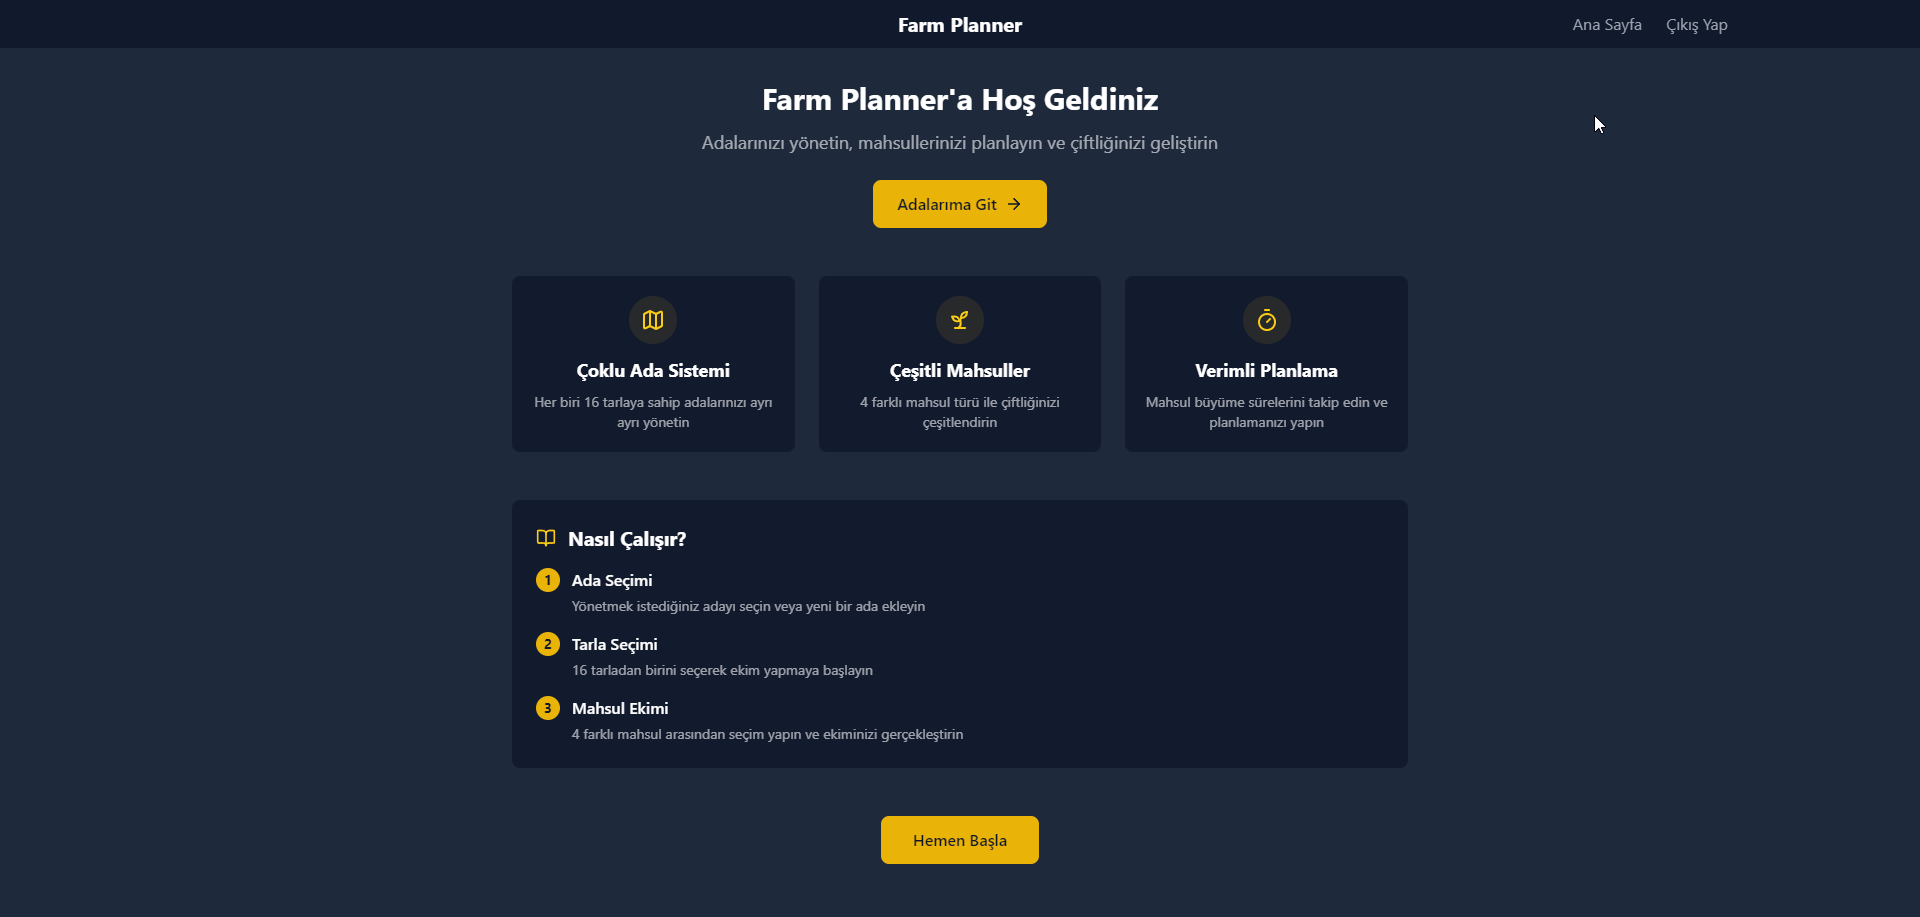 Farm Planner
Ana Sayfa
Çıkış Yap
Farm Planner'a Hoş Geldiniz
Adalarınızı yönetin, mahsullerinizi planlayın ve çiftliğinizi geliştirin
Adalarıma Git
Çoklu Ada Sistemi
Her biri 16 tarlaya sahip adalarınızı ayrı
ayrı yönetin
Çeşitli Mahsuller
4 farklı mahsul türü ile çiftliğinizi
çeşitlendirin
Verimli Planlama
Mahsul büyüme sürelerini takip edin ve
planlamanızı yapın
Nasıl Çalışır?
1 Ada Seçimi
Yönetmek istediğiniz adayı seçin veya yeni bir ada ekleyin
2 Tarla Seçimi
16 tarladan birini seçerek ekim yapmaya başlayın
3 Mahsul Ekimi
4 farklı mahsul arasından seçim yapın ve ekiminizi gerçekleştirin
Hemen Başla